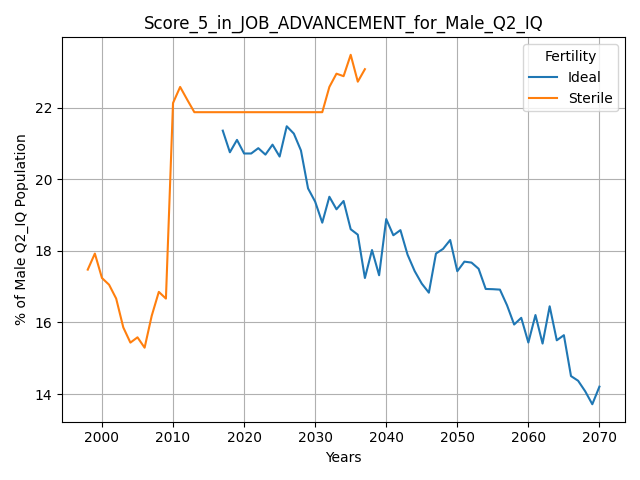 Score_5_in_JOB_ADVANCEMENT_for_Male_Q2_IQ
% of Male Q2_IQ Population
Fertility
Ideal
Sterile
22
20
18
16
14
2000 2010 2020 2030 2040 2050 2060 2070
Years